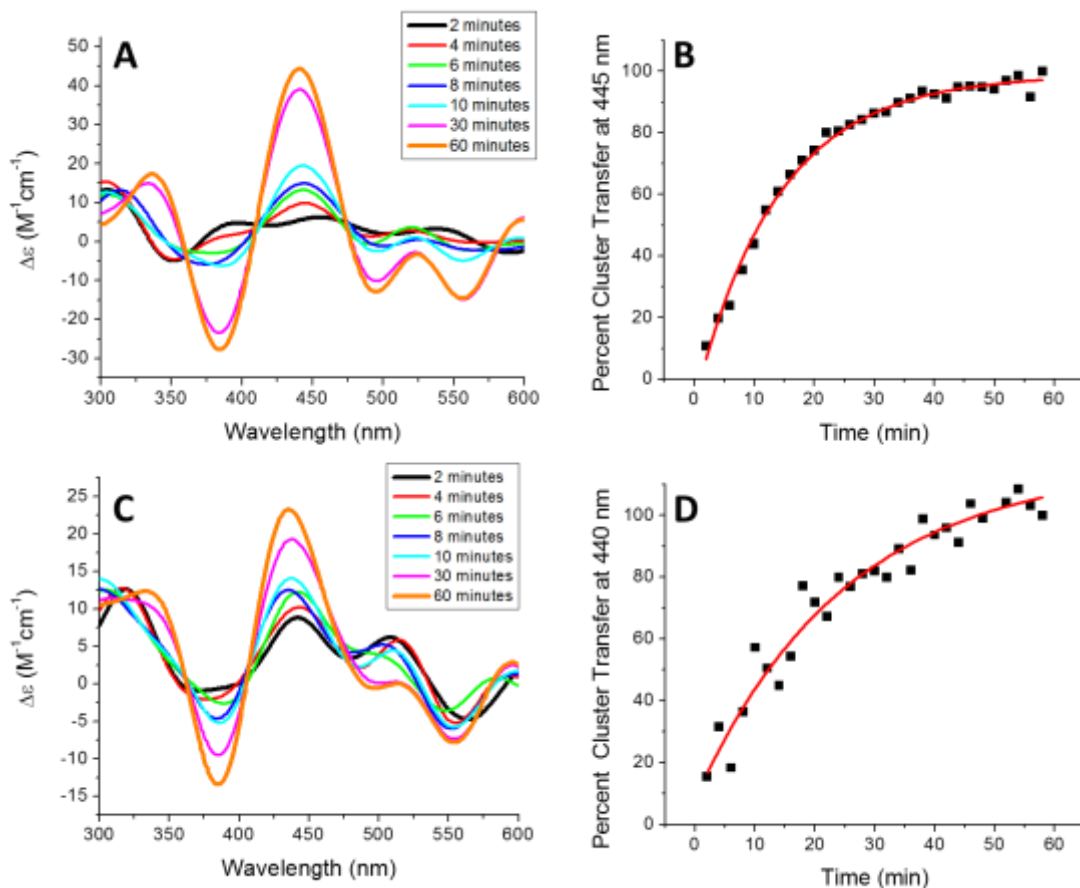 A
2 minutes
4 minutes
6 minutes
8 minutes
10 minutes
30 minutes
60 minutes
Δε (M⁻¹cm⁻¹)
50
40
30
20
10
0
-10
-20
-30
300
350
400
450
500
550
600
Wavelength (nm)
B
Percent Cluster Transfer at 445 nm
100
80
60
40
20
0
0
10
20
30
40
50
60
Time (min)
C
2 minutes
4 minutes
6 minutes
8 minutes
10 minutes
30 minutes
60 minutes
Δε (M⁻¹cm⁻¹)
25
20
15
10
5
0
-5
-10
-15
300
350
400
450
500
550
600
Wavelength (nm)
D
Percent Cluster Transfer at 440 nm
100
80
60
40
20
0
0
10
20
30
40
50
60
Time (min)